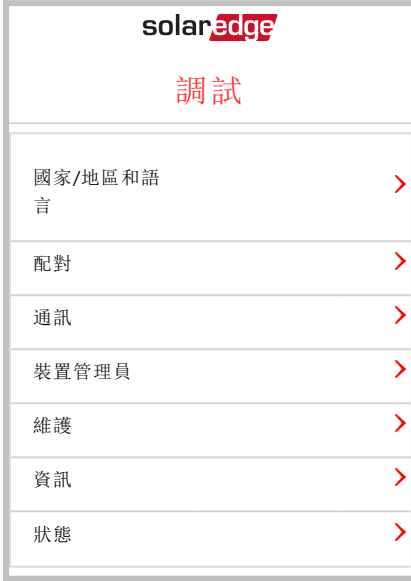 solaredge
調試
國家/地區和語
言
配對
通訊
裝置管理員
維護
資訊
狀態